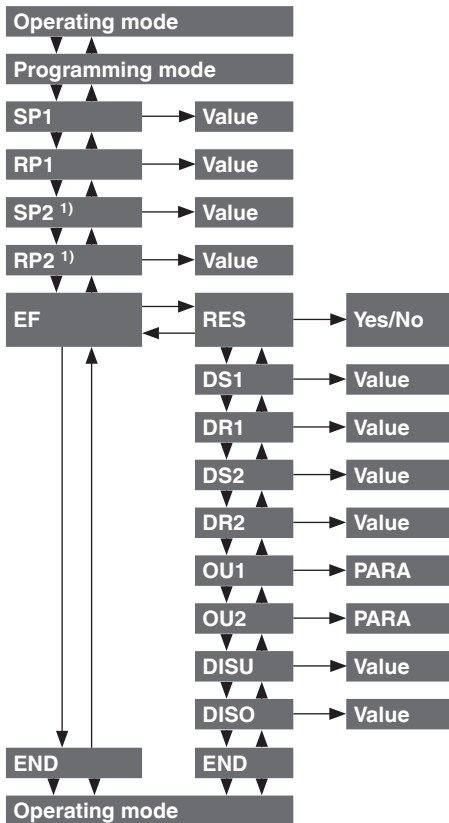 Operating mode
Programming mode
SP1 Value
RP1 Value
SP2 1) Value
RP2 1) Value
EF RES Yes/No
DS1 Value
DR1 Value
DS2 Value
DR2 Value
OU1 PARA
OU2 PARA
DISU Value
DISO Value
END END
Operating mode